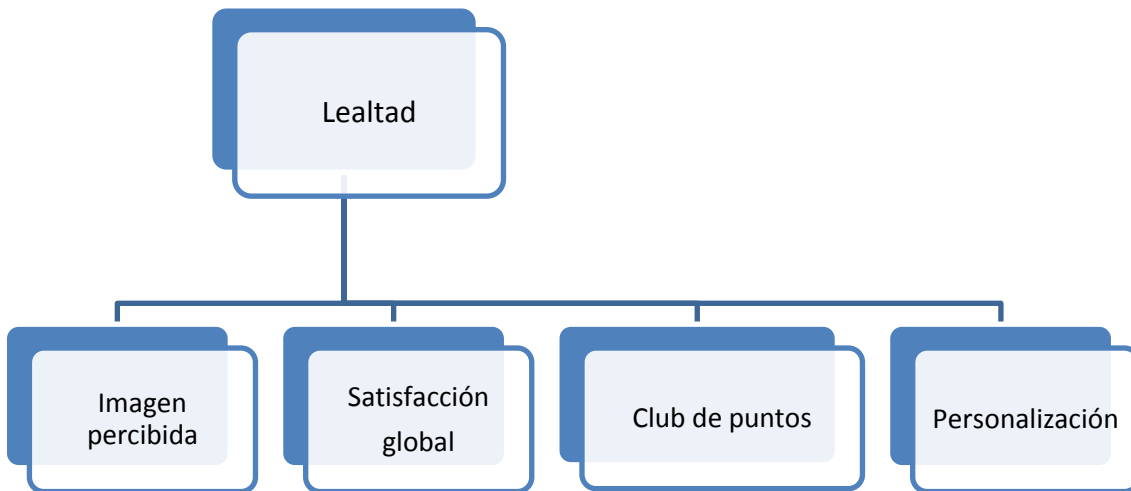 Lealtad
Imagen
percibida
Satisfacción
global
Club de puntos
Personalización